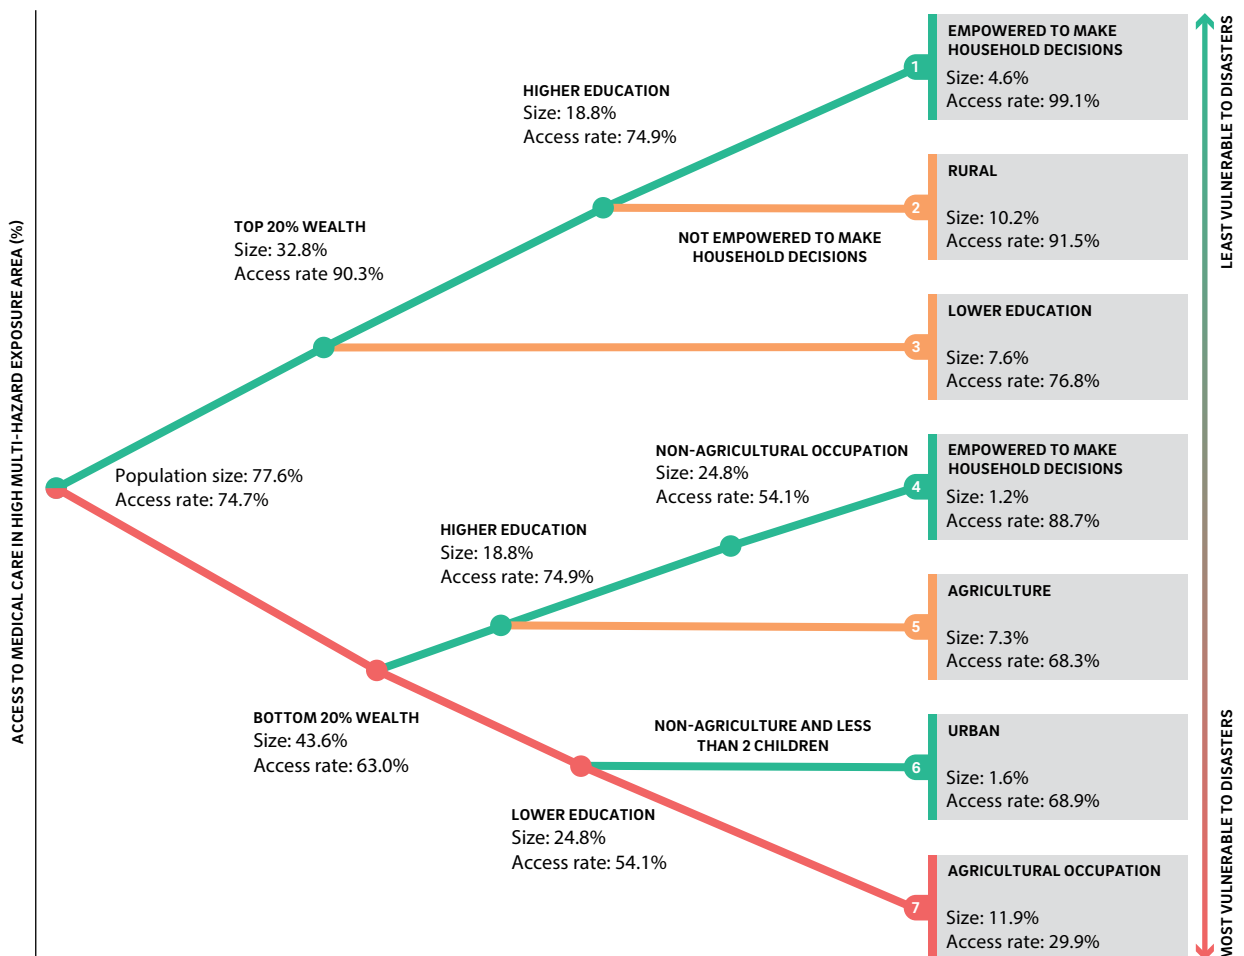 ACCESS TO MEDICAL CARE IN HIGH MULTI-HAZARD EXPOSURE AREA (%)
Population size: 77.6%
Access rate: 74.7%
TOP 20% WEALTH
Size: 32.8%
Access rate 90.3%
HIGHER EDUCATION
Size: 18.8%
Access rate: 74.9%
NOT EMPOWERED TO MAKE
HOUSEHOLD DECISIONS
BOTTOM 20% WEALTH
Size: 43.6%
Access rate: 63.0%
HIGHER EDUCATION
Size: 18.8%
Access rate: 74.9%
NON-AGRICULTURAL OCCUPATION
Size: 24.8%
Access rate: 54.1%
LOWER EDUCATION
Size: 24.8%
Access rate: 54.1%
NON-AGRICULTURE AND LESS
THAN 2 CHILDREN
1
EMPOWERED TO MAKE
HOUSEHOLD DECISIONS
Size: 4.6%
Access rate: 99.1%
2
RURAL
Size: 10.2%
Access rate: 91.5%
3
LOWER EDUCATION
Size: 7.6%
Access rate: 76.8%
4
EMPOWERED TO MAKE
HOUSEHOLD DECISIONS
Size: 1.2%
Access rate: 88.7%
5
AGRICULTURE
Size: 7.3%
Access rate: 68.3%
6
URBAN
Size: 1.6%
Access rate: 68.9%
7
AGRICULTURAL OCCUPATION
Size: 11.9%
Access rate: 29.9%
LEAST VULNERABLE TO DISASTERS
MOST VULNERABLE TO DISASTERS